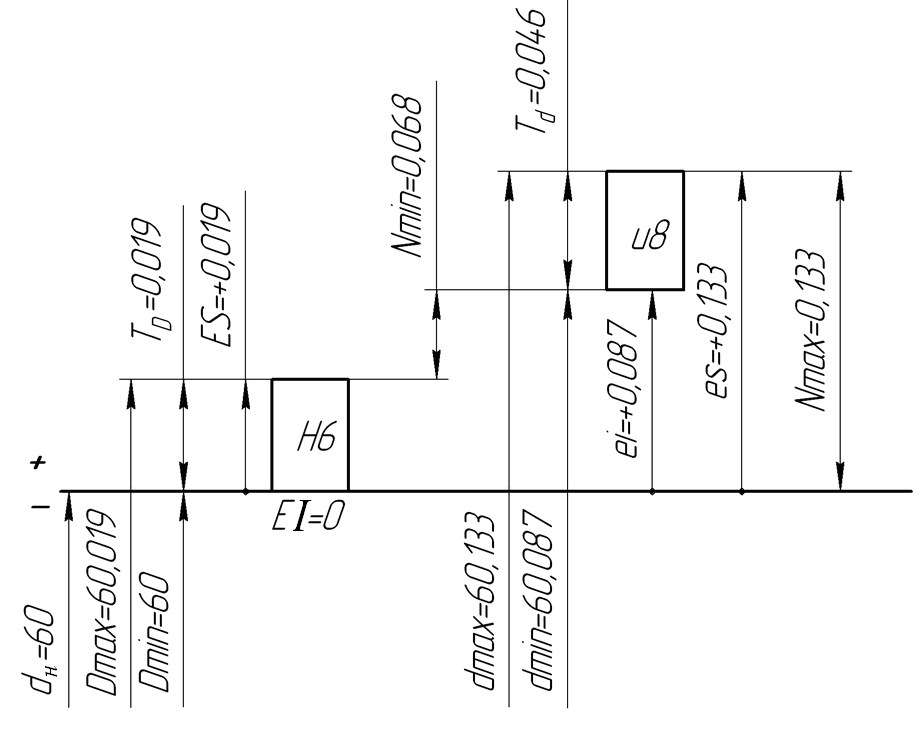 T_d=0,046
Nmin=0,068
T_D=0,019
ES=+0,019
u8
ei=+0,087
es=+0,133
Nmax=0,133
H6
+
−
EI=0
dн=60
Dmax=60,019
Dmin=60
dmax=60,133
dmin=60,087